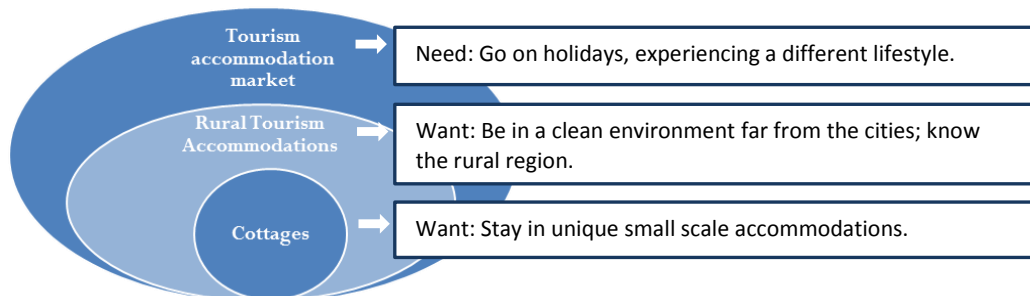 Tourism
accommodation
market
Need: Go on holidays, experiencing a different lifestyle.
Rural Tourism
Accommodations
Want: Be in a clean environment far from the cities; know
the rural region.
Cottages
Want: Stay in unique small scale accommodations.